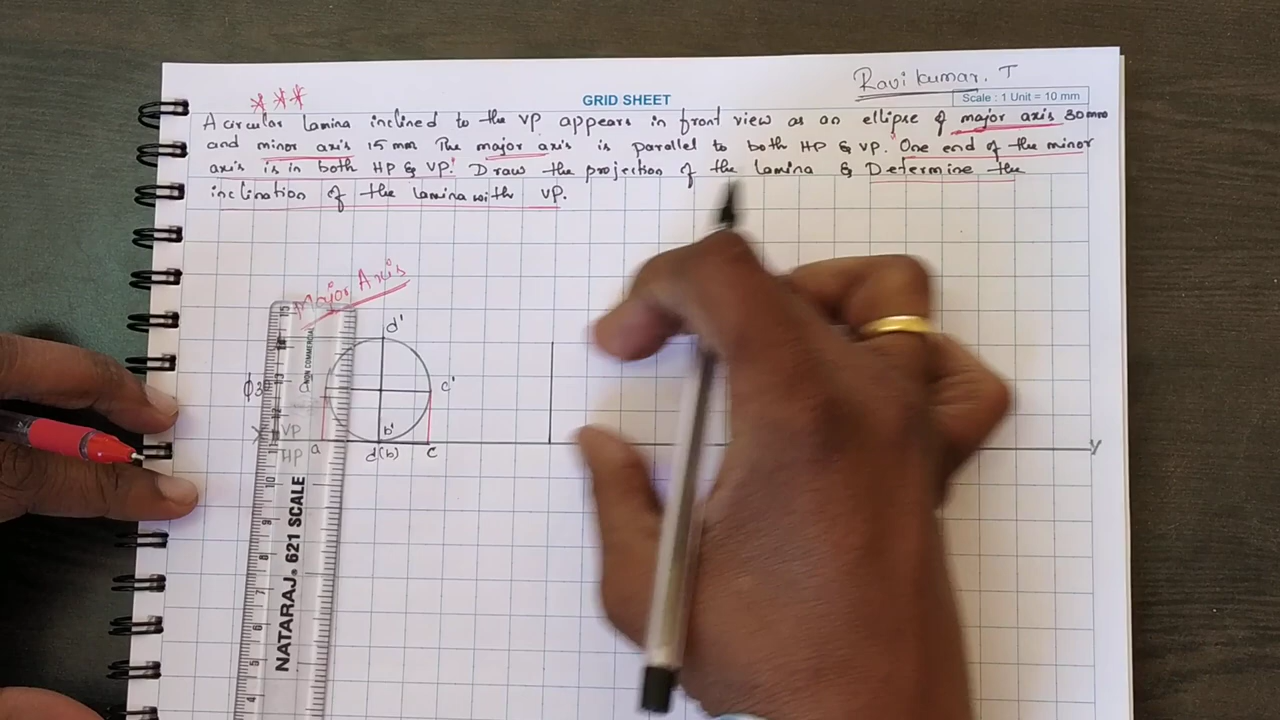 Ravikumar. T
GRID SHEET
Scale : 1 Unit = 10 mm
A circular lamina inclined to the VP appears in front view as an ellipse of major axis 30mm
and minor axis 15 mm. The major axis is parallel to both HP & VP. One end of the minor
axis is in both HP & VP. Draw the projection of the lamina & Determine the
inclination of the lamina with VP.
Major Axis
d'
c'
b'
X
VP
HP
a
d(b)
c
Y
NATARAJ 621 SCALE